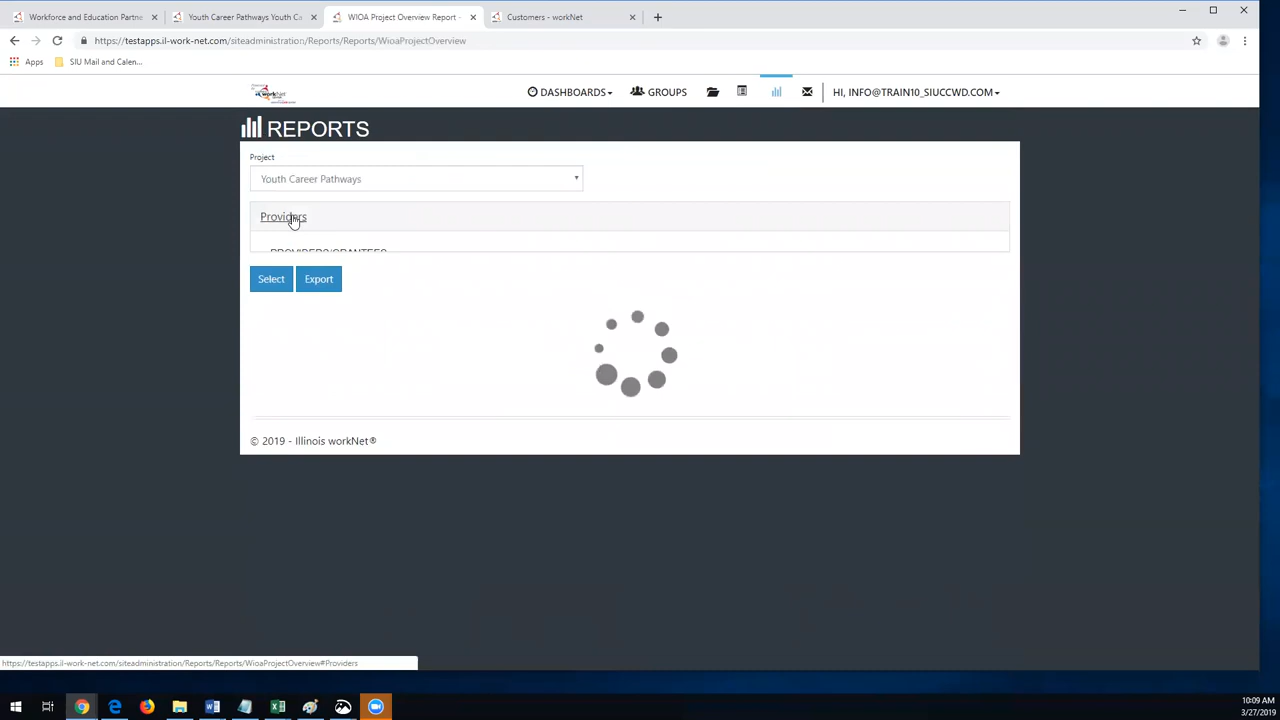 Workforce and Education Partne
Youth Career Pathways Youth C
WIOA Project Overview Report -
Customers - workNet
https://testapps.il-work-net.com/siteadministration/Reports/Reports/WioaProjectOverview
Apps
SIU Mail and Calen...
DASHBOARDS
GROUPS
HI, INFO@TRAIN10_SIUCCWD.COM
REPORTS
Project
Youth Career Pathways
Providers
PROVIDERS/GRANTEES
Select
Export
© 2019 - Illinois workNet®
https://testapps.il-work-net.com/siteadministration/Reports/Reports/WioaProjectOverview#Providers
10:09 AM
3/27/2019